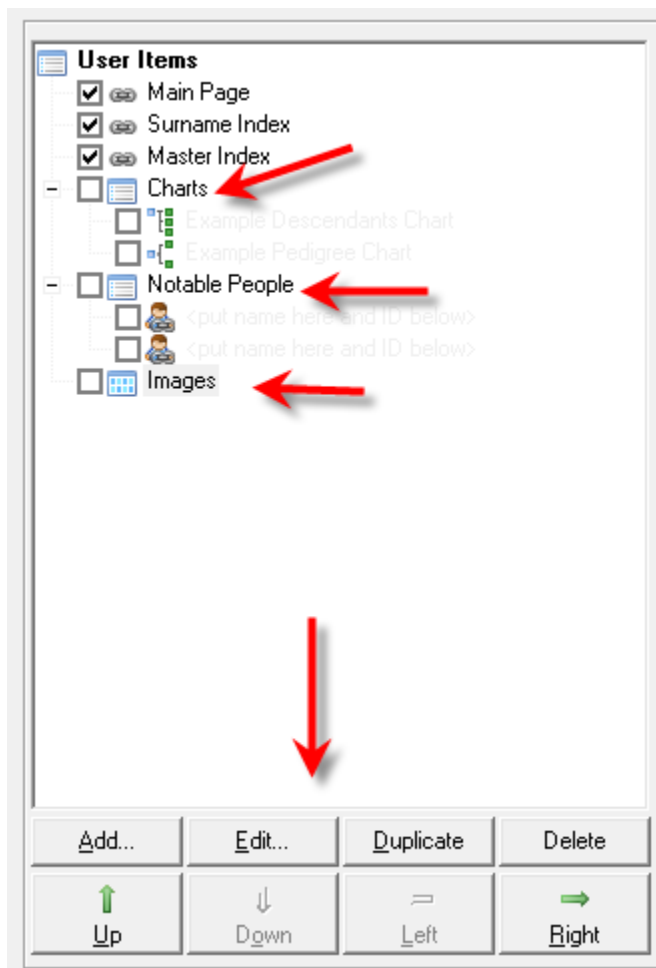 User Items
Main Page
Surname Index
Master Index
Charts
Example Descendants Chart
Example Pedigree Chart
Notable People
<put name here and ID below>
<put name here and ID below>
Images
Add... Edit... Duplicate Delete
Up Down Left Right